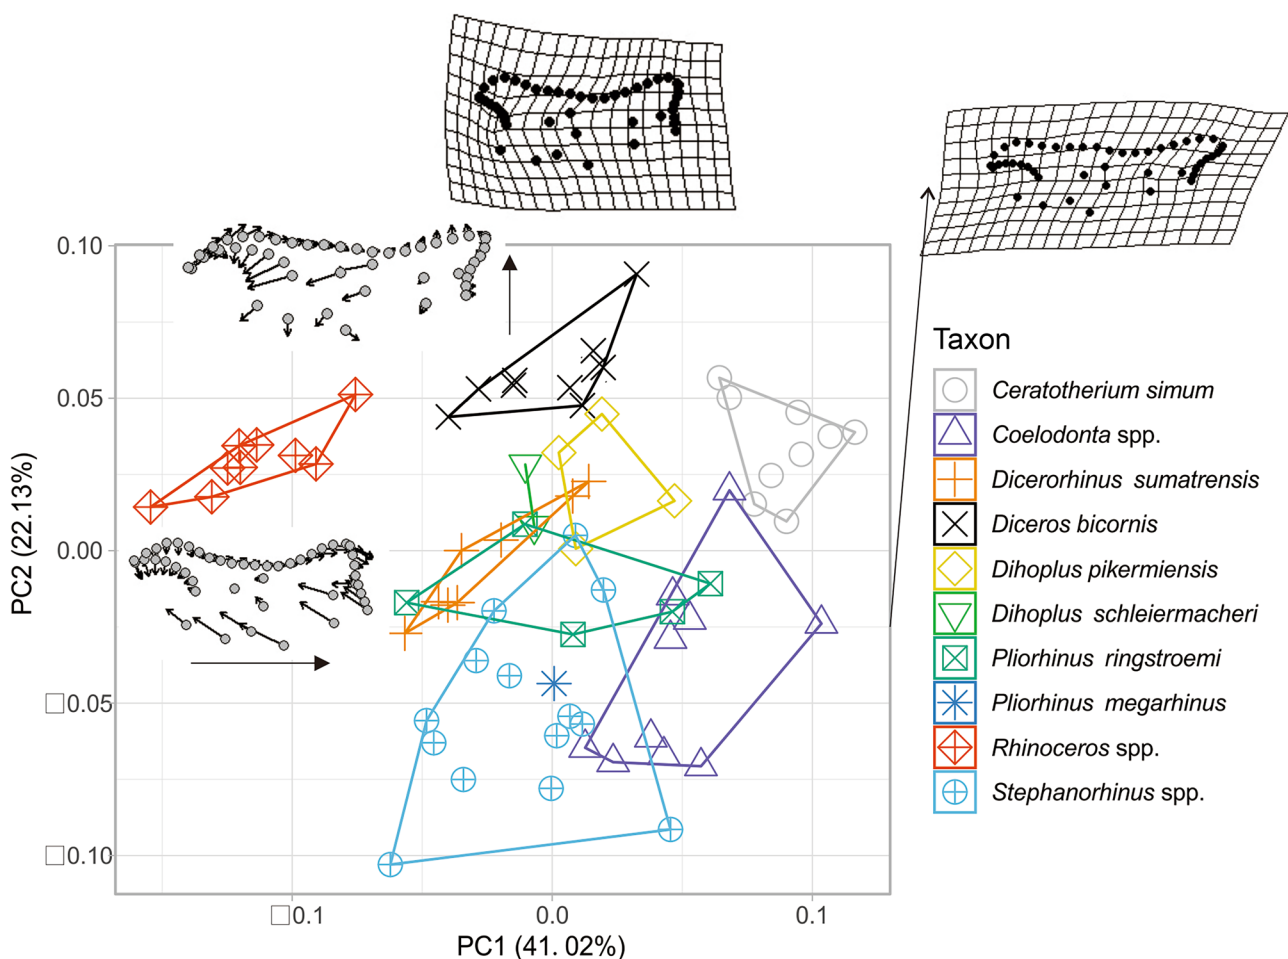 0.10
0.05
0.00
□0.05
□0.10
PC2 (22.13%)
□0.1
0.0
0.1
PC1 (41. 02%)
Taxon
Ceratotherium simum
Coelodonta spp.
Dicerorhinus sumatrensis
Diceros bicornis
Dihoplus pikermiensis
Dihoplus schleiermacheri
Pliorhinus ringstroemi
Pliorhinus megarhinus
Rhinoceros spp.
Stephanorhinus spp.